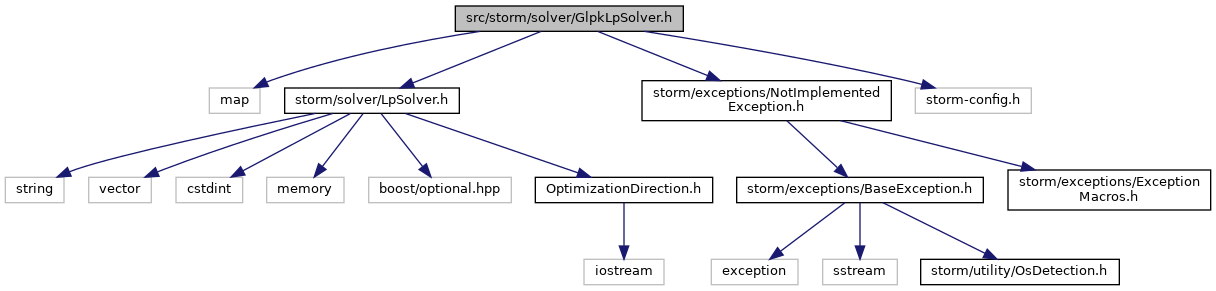 src/storm/solver/GlpkLpSolver.h
map
storm/solver/LpSolver.h
storm/exceptions/NotImplemented
Exception.h
storm-config.h
string
vector
cstdint
memory
boost/optional.hpp
OptimizationDirection.h
storm/exceptions/BaseException.h
storm/exceptions/Exception
Macros.h
iostream
exception
sstream
storm/utility/OsDetection.h